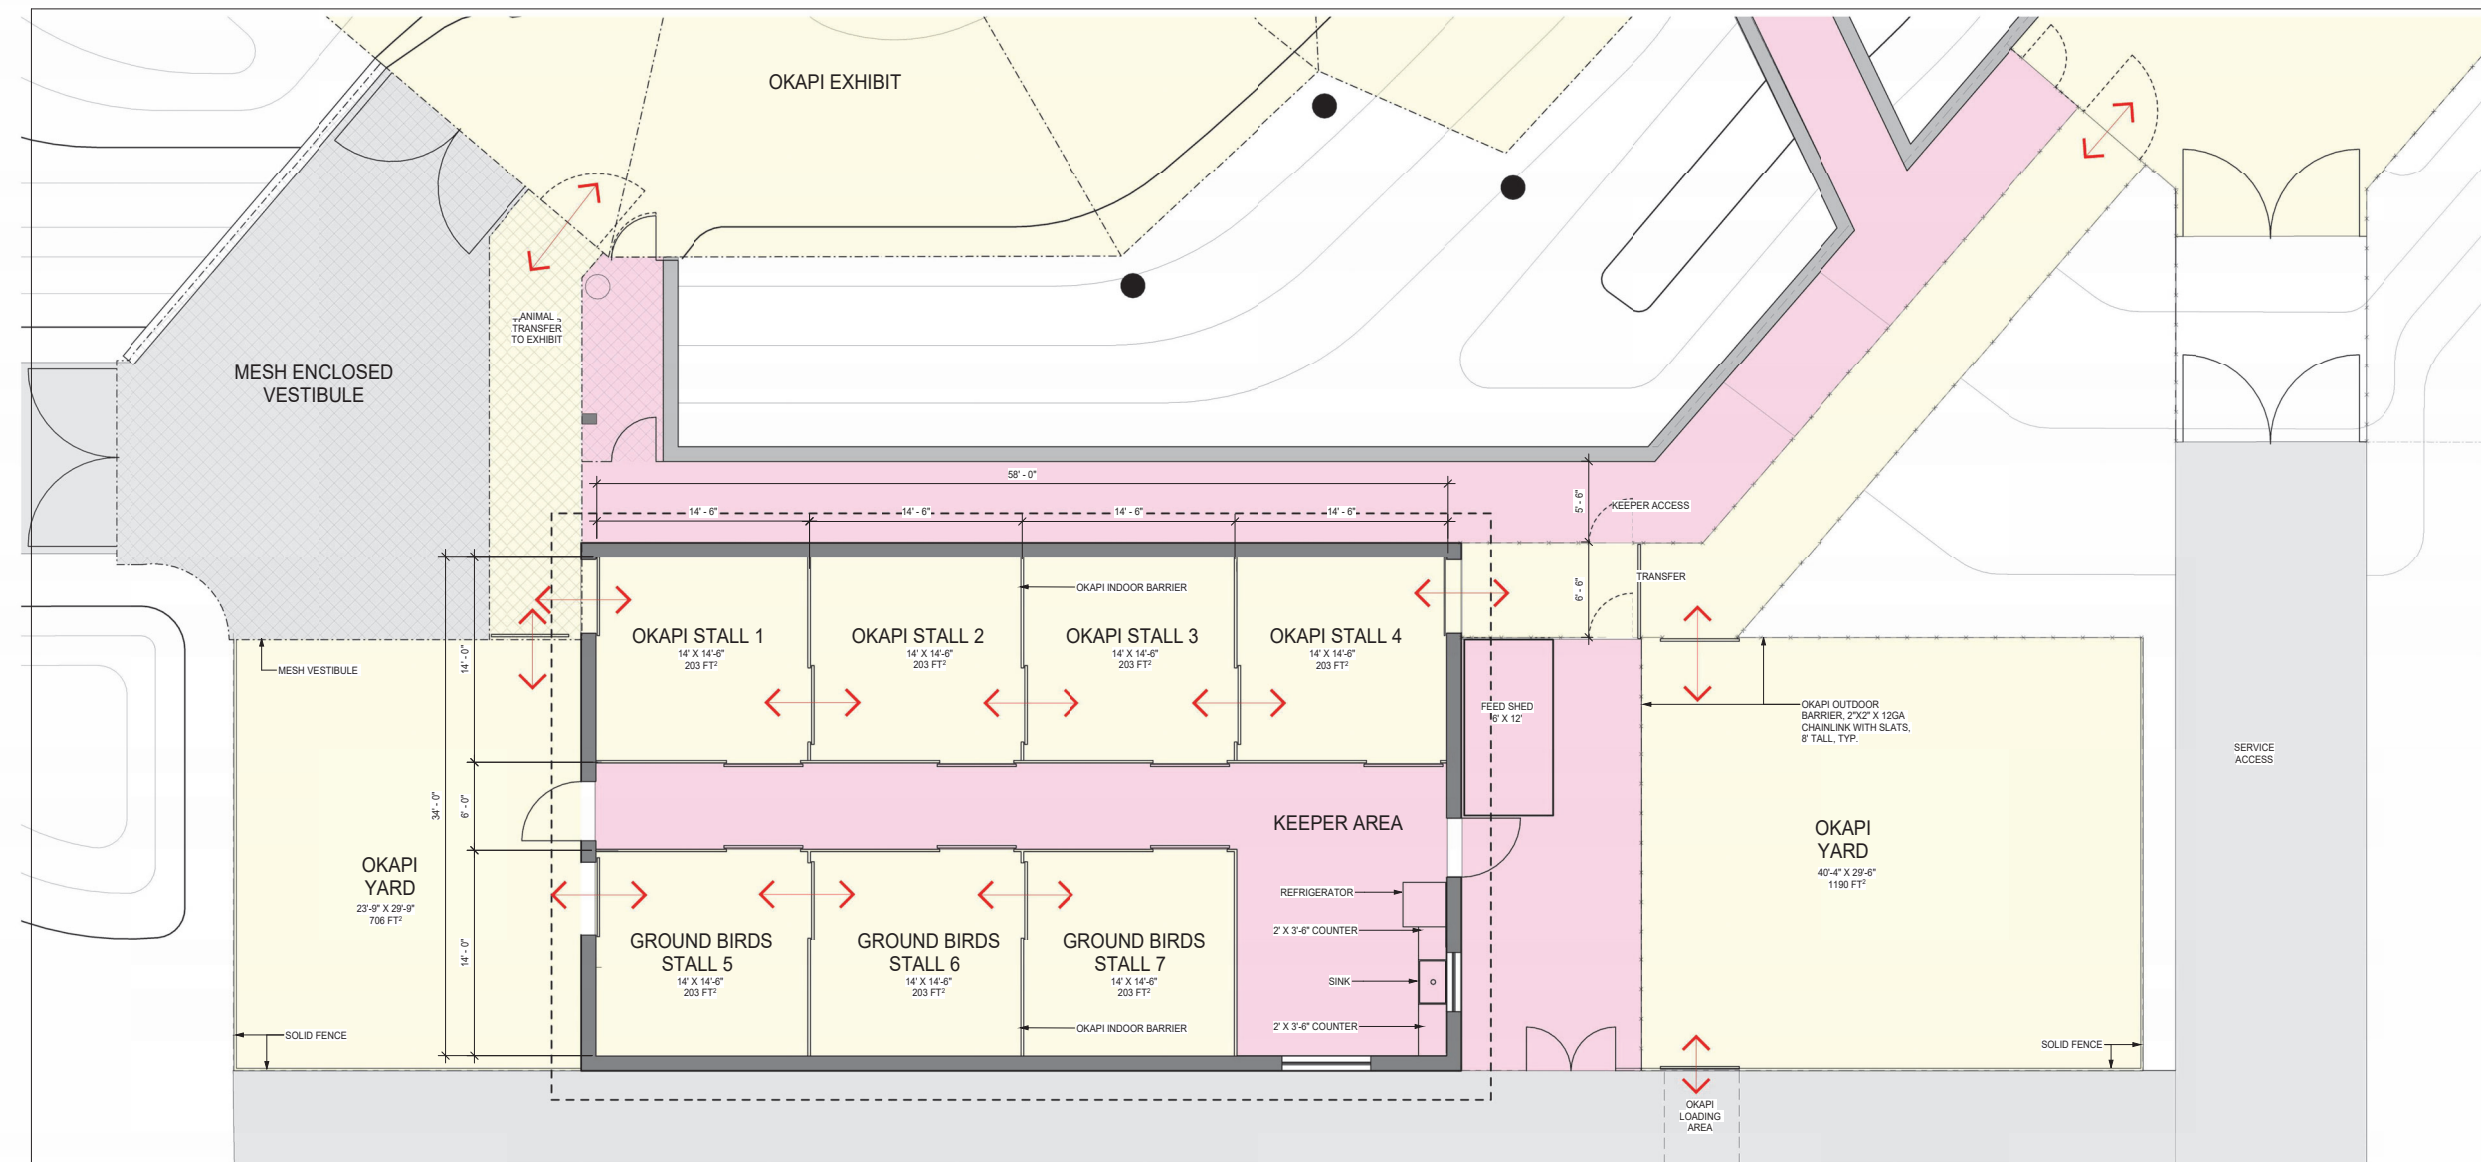 OKAPI EXHIBIT
ANIMAL
TRANSFER
TO EXHIBIT
MESH ENCLOSED
VESTIBULE
58' - 0"
14' - 6"
14' - 6"
14' - 6"
14' - 6"
5' - 6"
KEEPER ACCESS
6' - 6"
TRANSFER
OKAPI INDOOR BARRIER
OKAPI STALL 1
14' X 14'-6"
203 FT²
OKAPI STALL 2
14' X 14'-6"
203 FT²
OKAPI STALL 3
14' X 14'-6"
203 FT²
OKAPI STALL 4
14' X 14'-6"
203 FT²
MESH VESTIBULE
14' - 0"
34' - 0"
6' - 0"
14' - 0"
FEED SHED
6' X 12'
OKAPI OUTDOOR
BARRIER, 2"X2" X 12GA
CHAINLINK WITH SLATS,
8' TALL, TYP.
SERVICE
ACCESS
KEEPER AREA
OKAPI
YARD
40'-4" X 29'-6"
1190 FT²
OKAPI
YARD
23'-9" X 29'-9"
706 FT²
REFRIGERATOR
2' X 3'-6" COUNTER
SINK
2' X 3'-6" COUNTER
GROUND BIRDS
STALL 5
14' X 14'-6"
203 FT²
GROUND BIRDS
STALL 6
14' X 14'-6"
203 FT²
GROUND BIRDS
STALL 7
14' X 14'-6"
203 FT²
OKAPI INDOOR BARRIER
SOLID FENCE
SOLID FENCE
OKAPI
LOADING
AREA